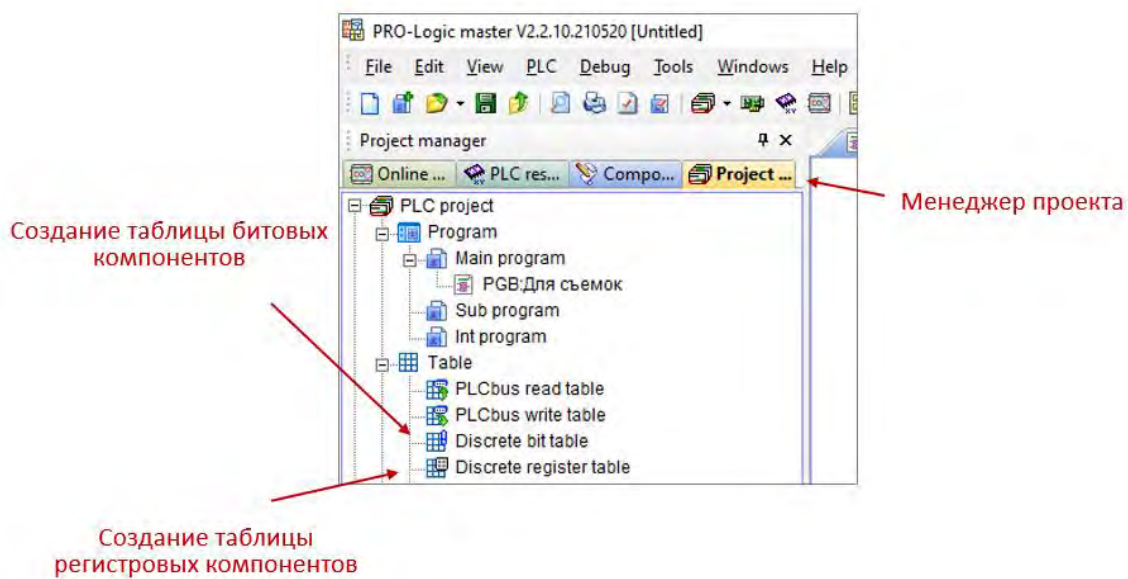 PRO-Logic master V2.2.10.210520 [Untitled]
File Edit View PLC Debug Tools Windows Help
Project manager
Online ... PLC res... Compo... Project ...
Менеджер проекта
PLC project
Program
Main program
PGB:Для съемок
Sub program
Int program
Table
PLCbus read table
PLCbus write table
Discrete bit table
Discrete register table
Создание таблицы битовых
компонентов
Создание таблицы
регистровых компонентов